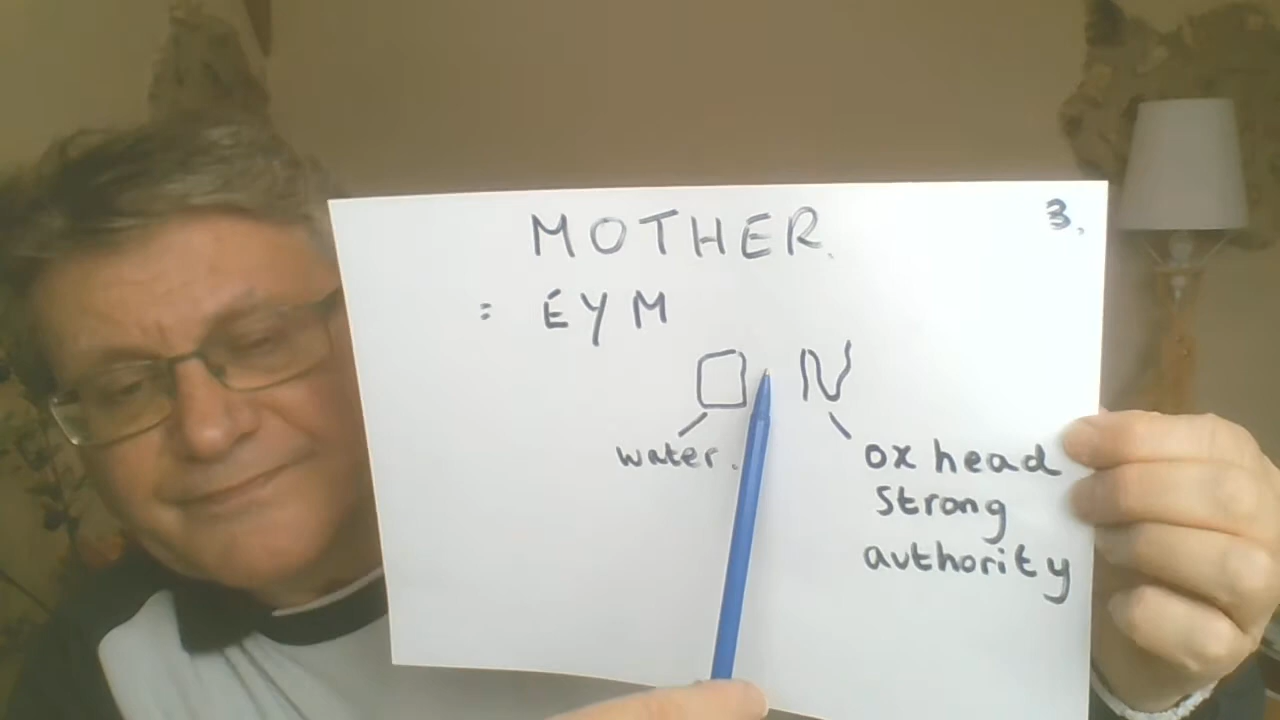 3.
MOTHER.
= EYM
ם א
water.
ox head
strong
authority